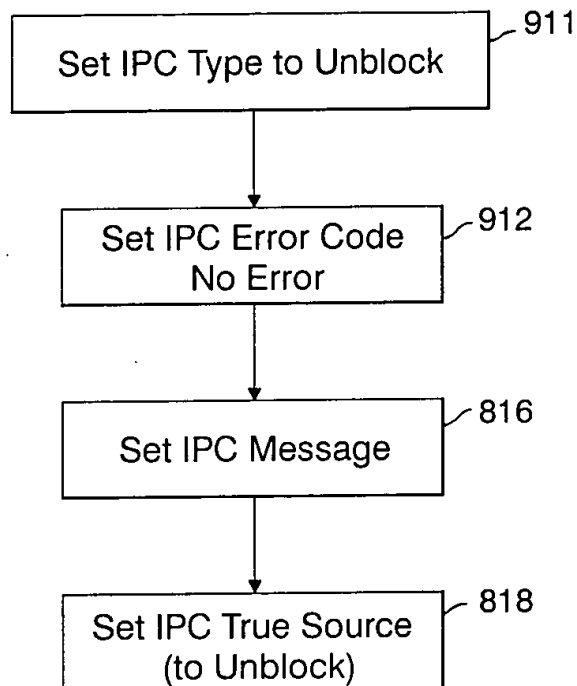 911
Set IPC Type to Unblock
912
Set IPC Error Code
No Error
816
Set IPC Message
818
Set IPC True Source
(to Unblock)